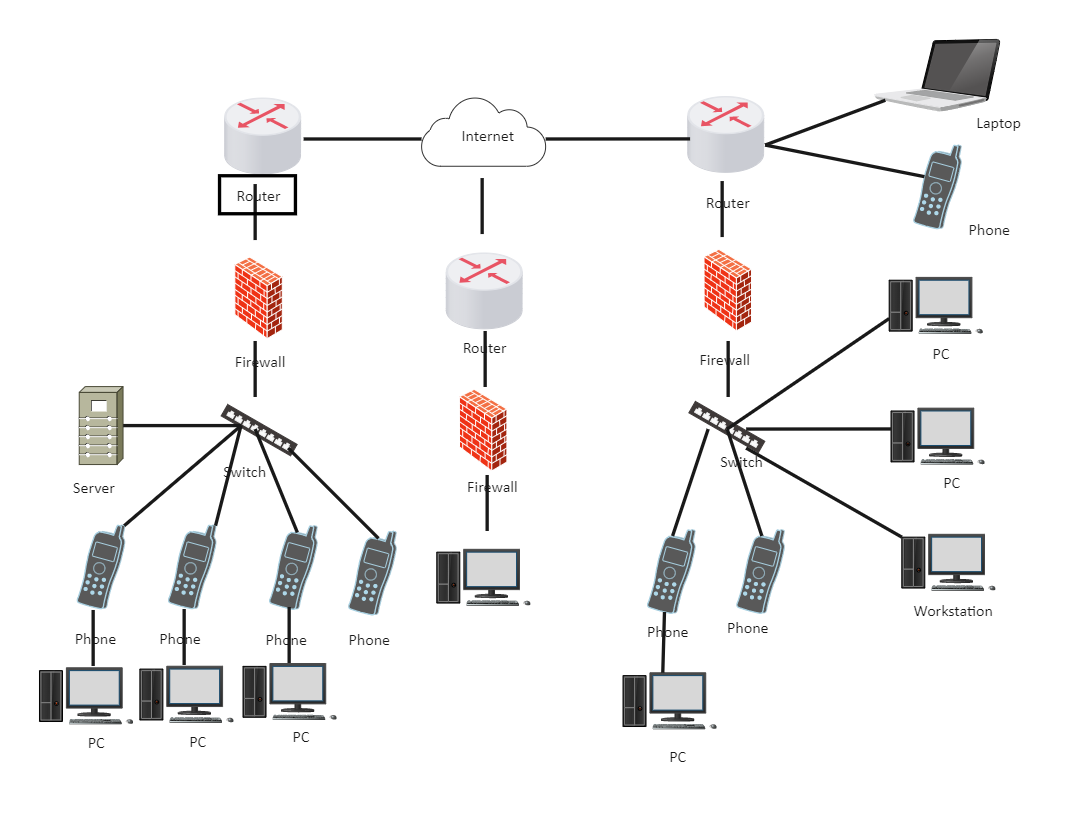 Internet
Laptop
Router
Router
Phone
Router
Firewall
Firewall
PC
Switch
Switch
Server
Firewall
PC
Workstation
Phone
Phone
Phone
Phone
Phone
Phone
PC
PC
PC
PC